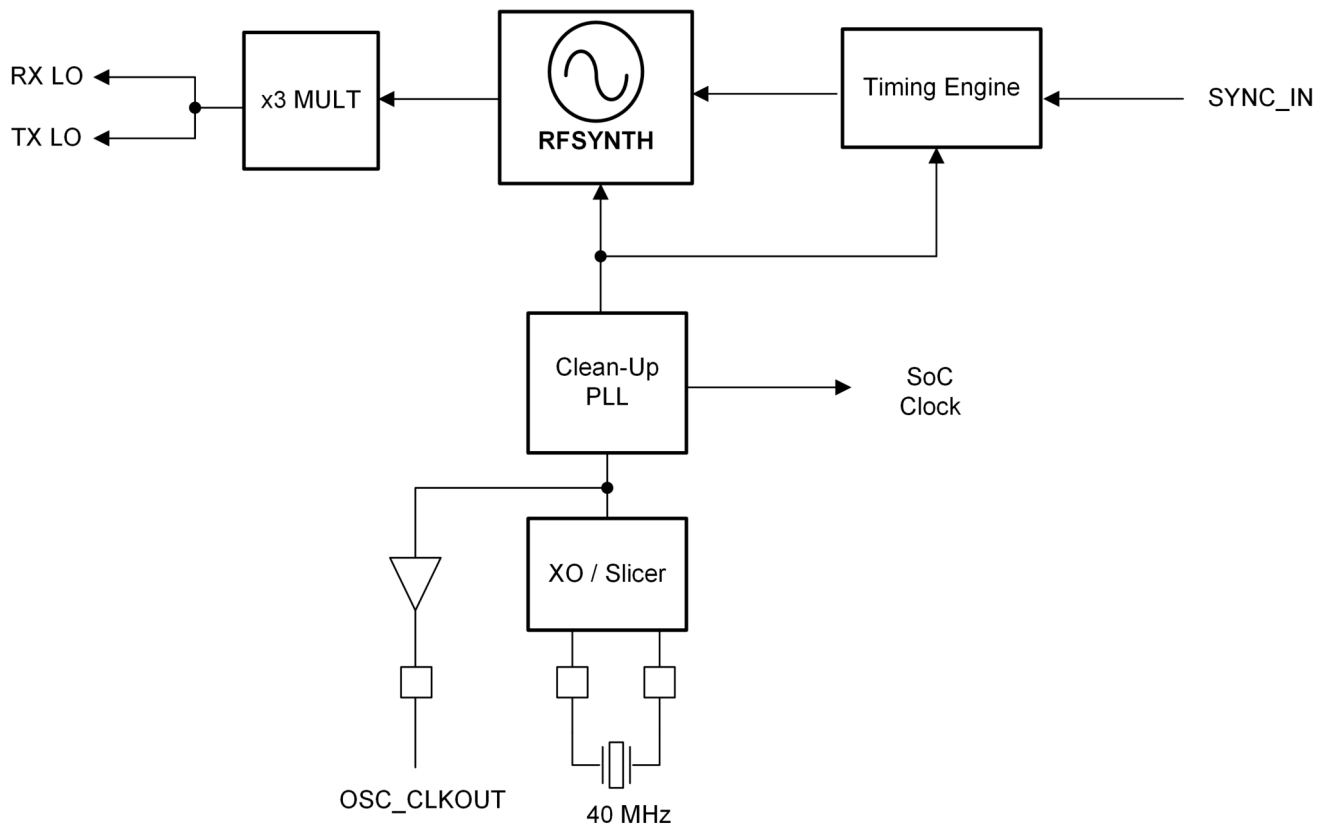 RX LO
TX LO
x3 MULT
RFSYNTH
Timing Engine
SYNC_IN
Clean-Up
PLL
SoC
Clock
XO / Slicer
OSC_CLKOUT
40 MHz